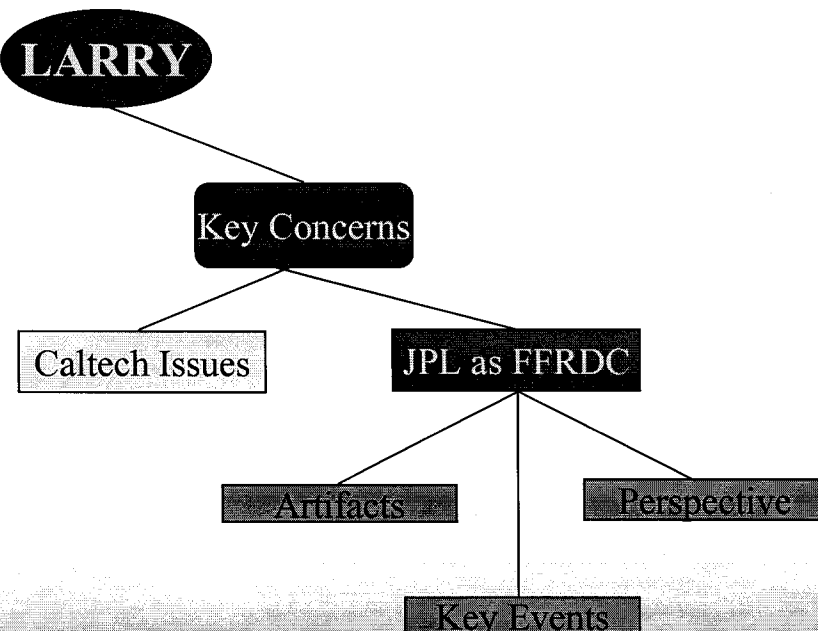 LARRY
Key Concerns
Caltech Issues
JPL as FFRDC
Artifacts
Perspective
Key Events